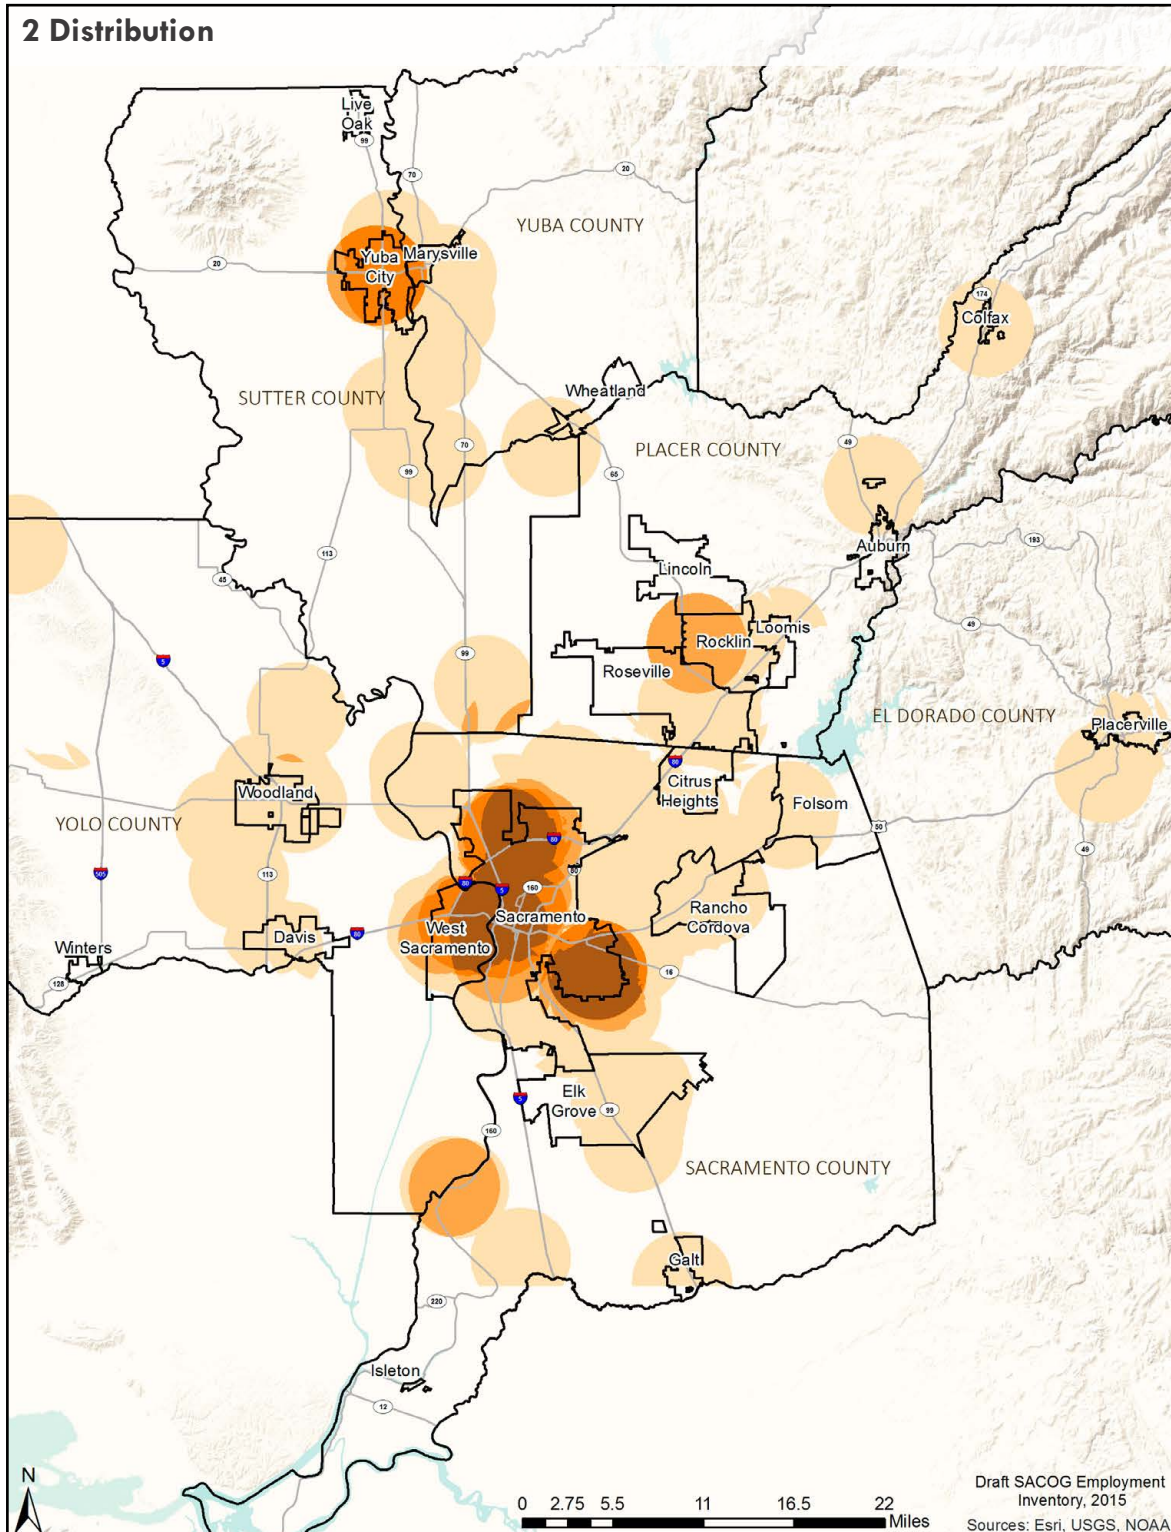 2 Distribution
Live
Oak
99
70
20
YUBA COUNTY
Yuba
City
Marysville
20
174
Colfax
SUTTER COUNTY
Wheatland
70
99
65
PLACER COUNTY
49
113
45
Auburn
193
Lincoln
49
Loomis
Rocklin
Roseville
99
5
EL DORADO COUNTY
Placerville
80
Citrus
Heights
Folsom
Woodland
YOLO COUNTY
50
80
49
505
113
80
5
160
80
Rancho
Cordova
Sacramento
West
Sacramento
Davis
80
Winters
128
16
Elk
Grove
5
99
160
SACRAMENTO COUNTY
Galt
220
Isleton
12
N
0 2.75 5.5 11 16.5 22
Miles
Draft SACOG Employment
Inventory, 2015
Sources: Esri, USGS, NOAA